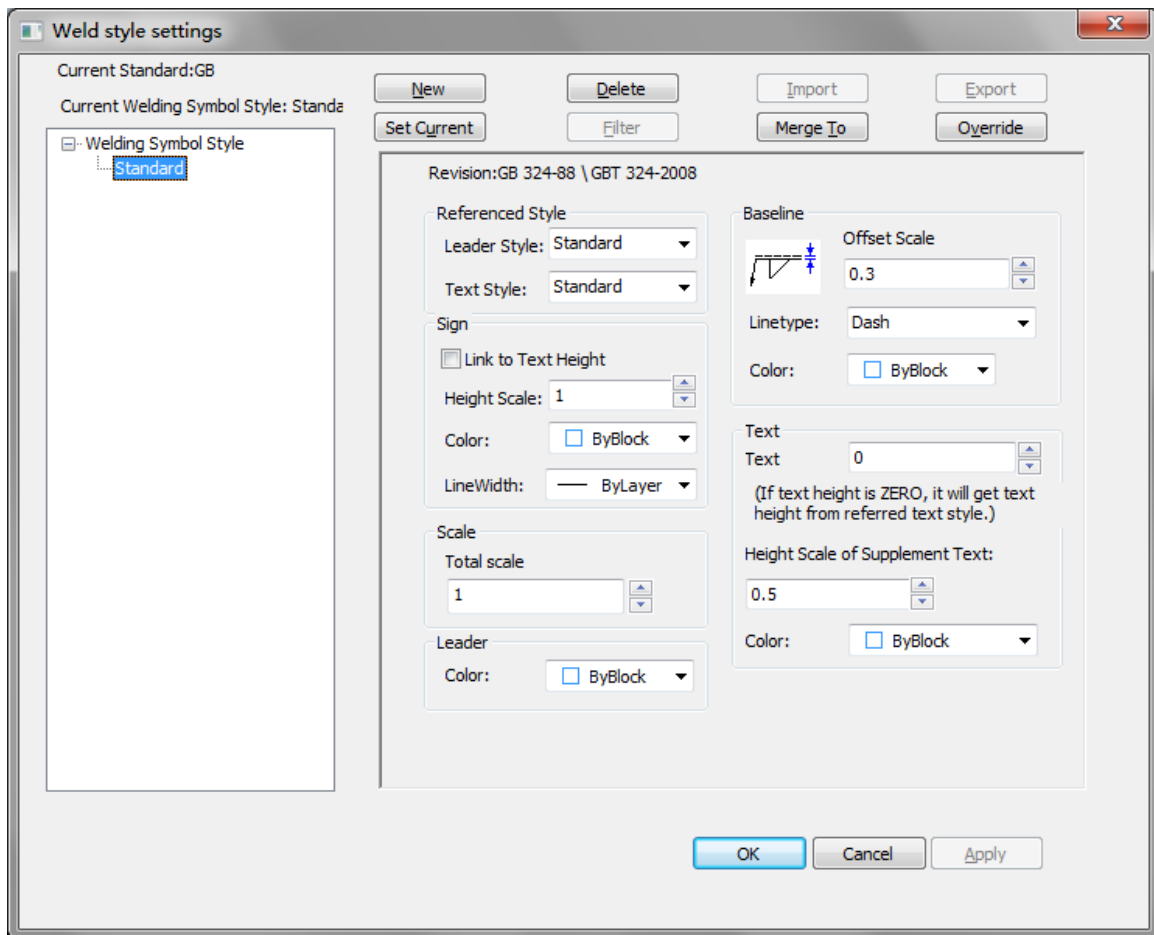 Weld style settings
Current Standard:GB
Current Welding Symbol Style: Standa
New
Delete
Import
Export
Set Current
Filter
Merge To
Override
Welding Symbol Style
Standard
Revision:GB 324-88 \ GBT 324-2008
Referenced Style
Leader Style: Standard
Text Style: Standard
Sign
Link to Text Height
Height Scale: 1
Color: ByBlock
LineWidth: ByLayer
Scale
Total scale
1
Leader
Color: ByBlock
Baseline
Offset Scale
0.3
Linetype: Dash
Color: ByBlock
Text
Text 0
(If text height is ZERO, it will get text
height from referred text style.)
Height Scale of Supplement Text:
0.5
Color: ByBlock
OK
Cancel
Apply